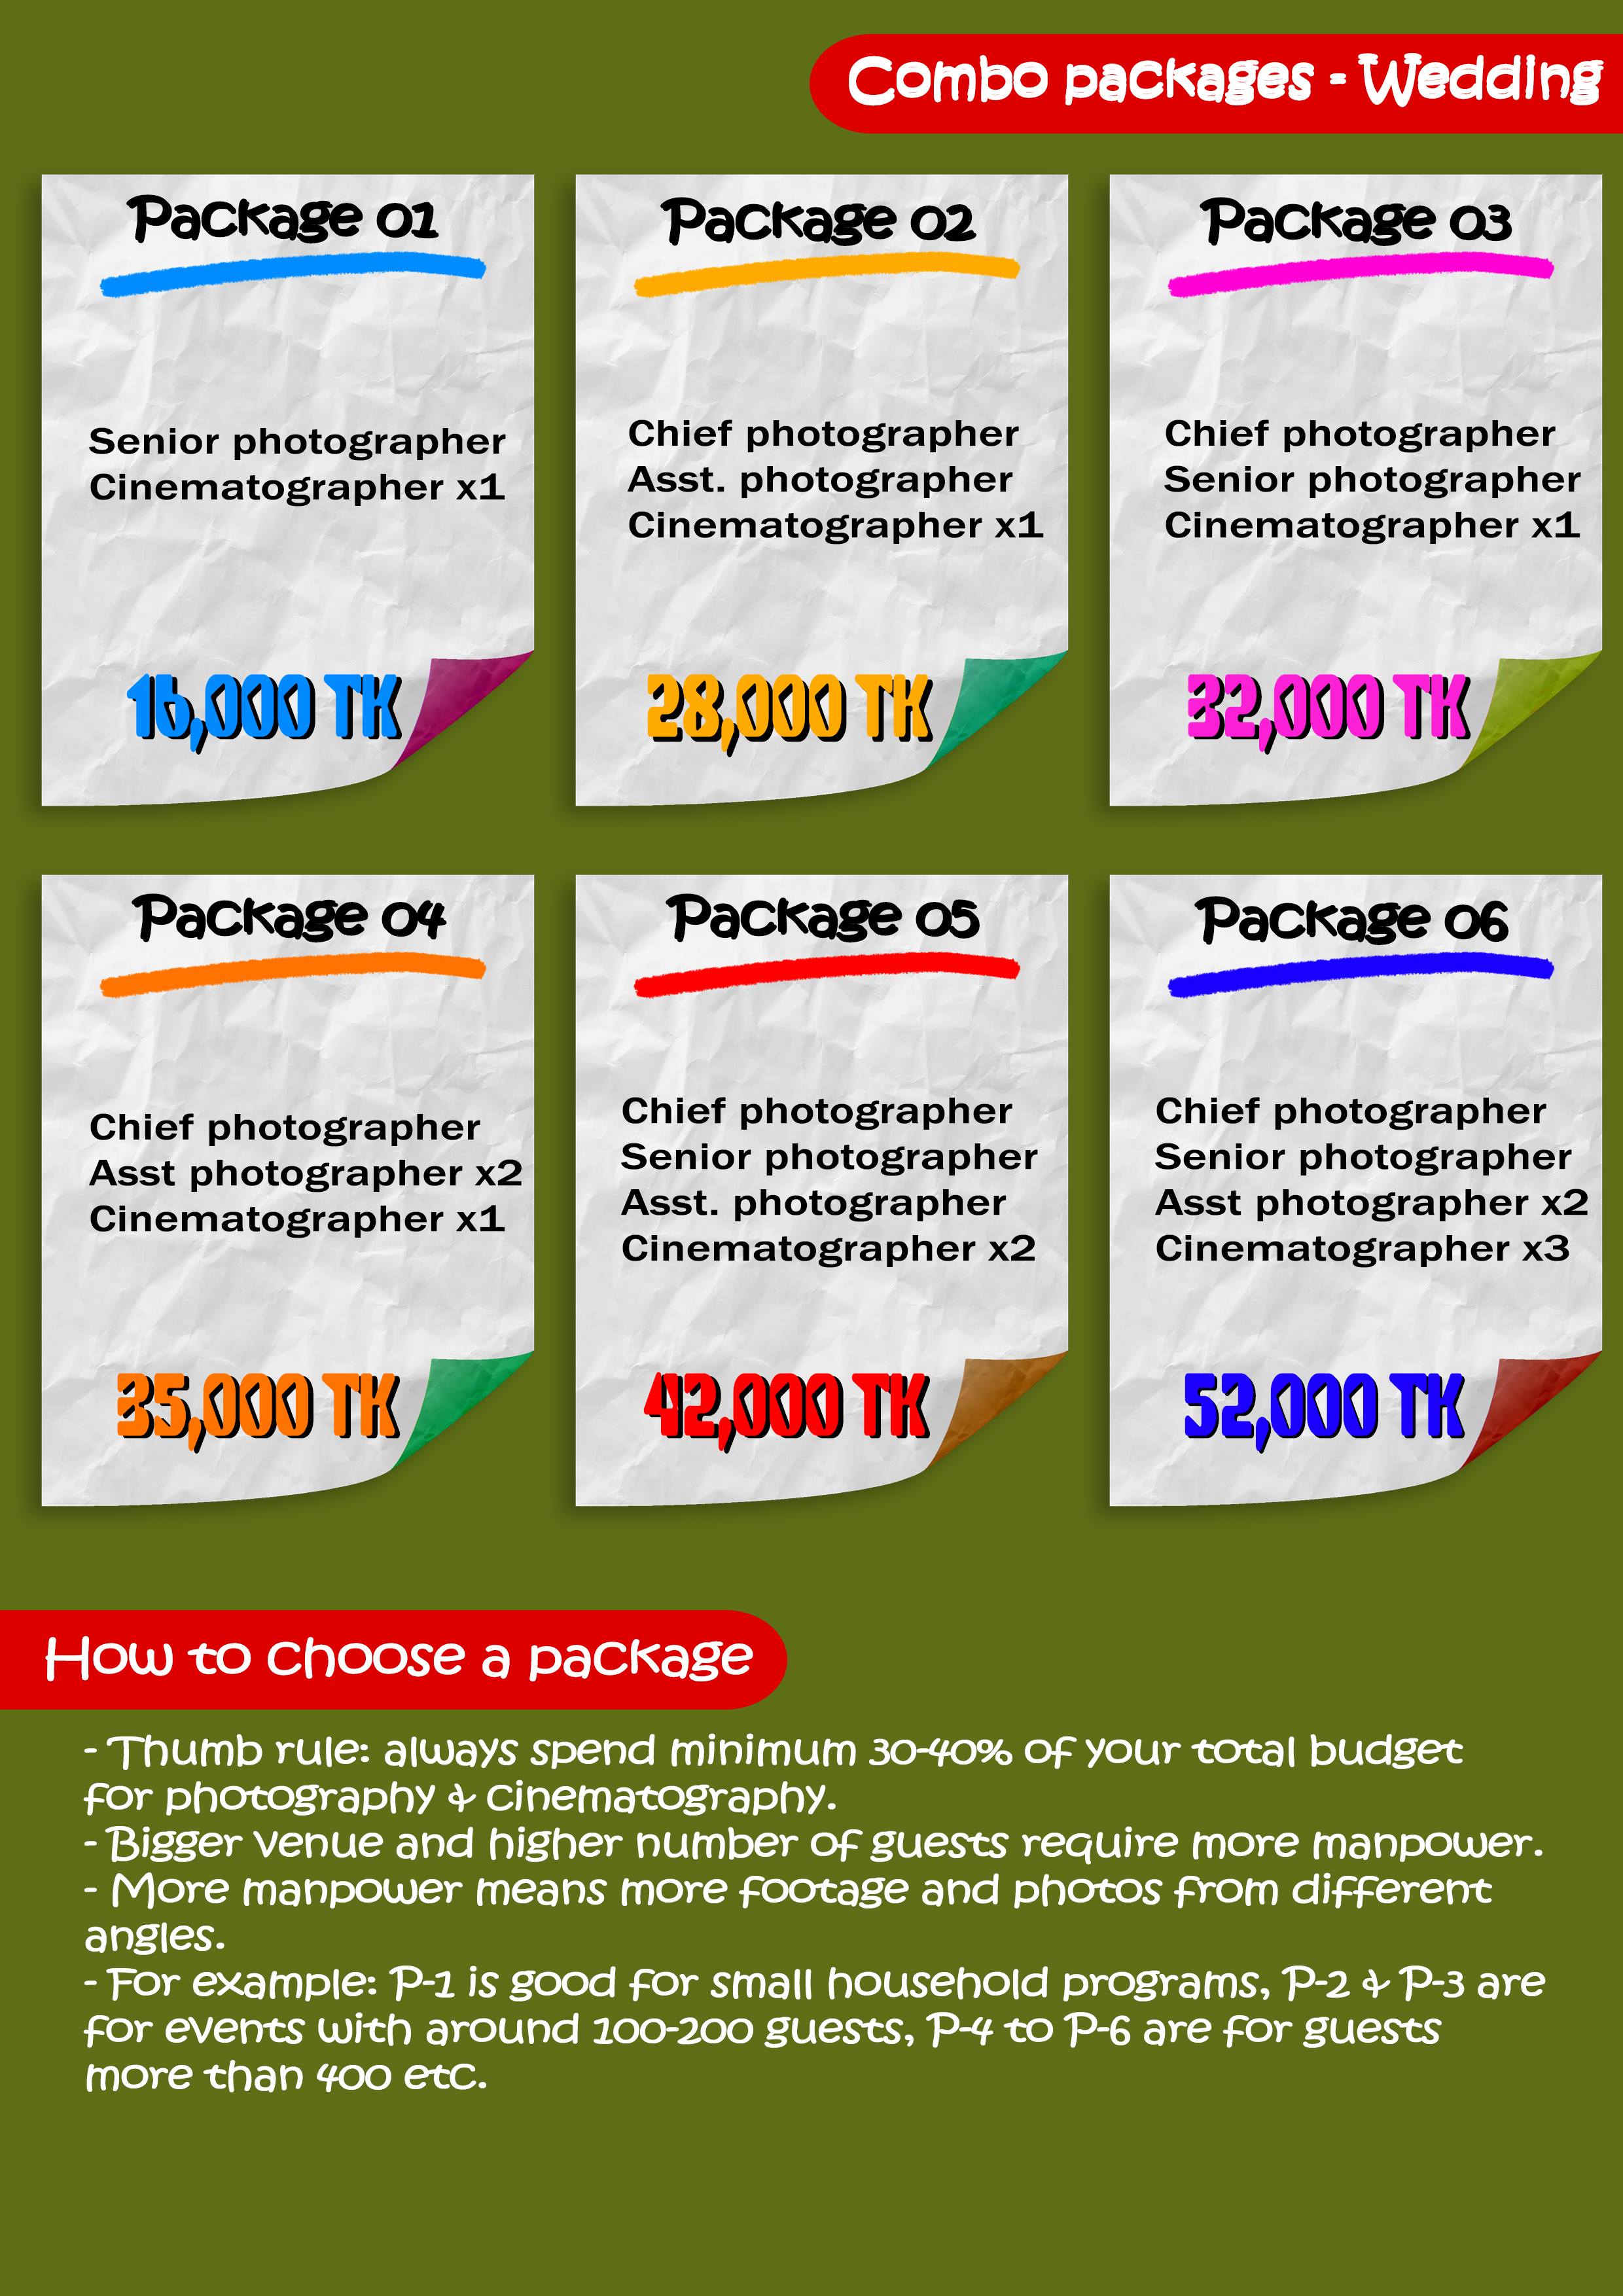 Combo packages - Wedding
Package 01
Senior photographer
Cinematographer x1
16,000 TK
Package 02
Chief photographer
Asst. photographer
Cinematographer x1
28,000 TK
Package 03
Chief photographer
Senior photographer
Cinematographer x1
32,000 TK
Package 04
Chief photographer
Asst photographer x2
Cinematographer x1
35,000 TK
Package 05
Chief photographer
Senior photographer
Asst. photographer
Cinematographer x2
42,000 TK
Package 06
Chief photographer
Senior photographer
Asst photographer x2
Cinematographer x3
52,000 TK
How to choose a package
- Thumb rule: always spend minimum 30-40% of your total budget
for photography & cinematography.
- Bigger venue and higher number of guests require more manpower.
- More manpower means more footage and photos from different
angles.
- For example: P-1 is good for small household programs, P-2 & P-3 are
for events with around 100-200 guests, P-4 to P-6 are for guests
more than 400 etc.